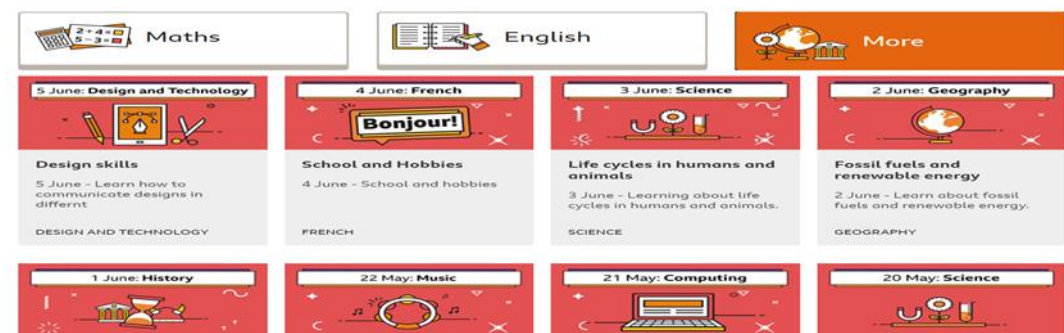 2+4=
5-3=
Maths
English
More
5 June: Design and Technology
Design skills
5 June - Learn how to
communicate designs in
differnt
DESIGN AND TECHNOLOGY
4 June: French
Bonjour!
School and Hobbies
4 June - School and hobbies
FRENCH
3 June: Science
Life cycles in humans and
animals
3 June - Learning about life
cycles in humans and animals.
SCIENCE
2 June: Geography
Fossil fuels and
renewable energy
2 June - Learn about fossil
fuels and renewable energy.
GEOGRAPHY
1 June: History
22 May: Music
21 May: Computing
20 May: Science